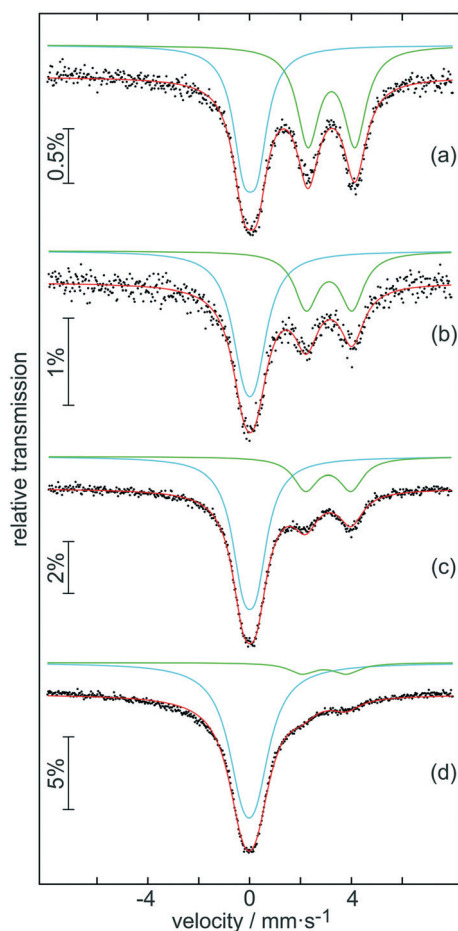 relative transmission
0.5%
(a)
1%
(b)
2%
(c)
5%
(d)
-4 0 4
velocity / mm·s⁻¹